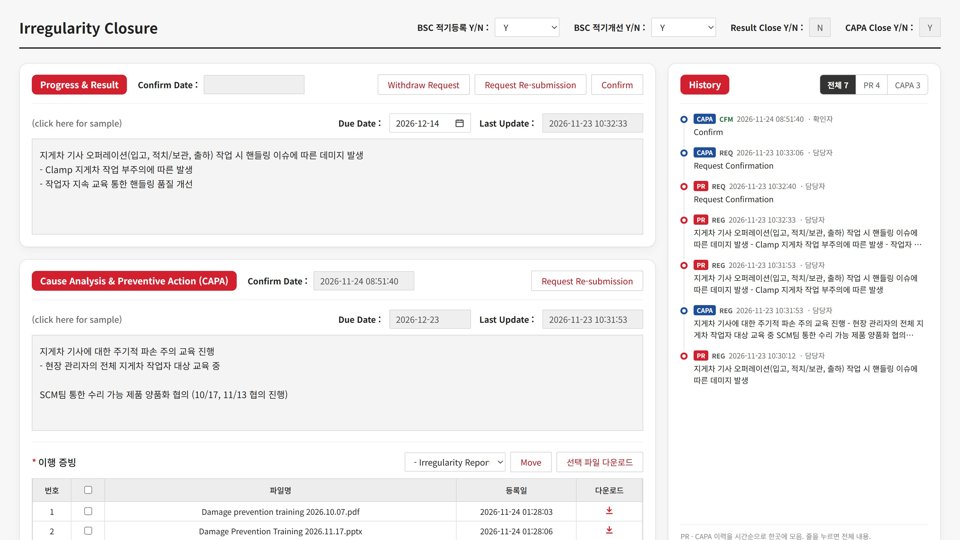 Irregularity Closure
BSC 적기등록 Y/N : Y BSC 적기개선 Y/N : Y Result Close Y/N : N CAPA Close Y/N : Y
Progress & Result Confirm Date : Withdraw Request Request Re-submission Confirm
(click here for sample) Due Date : 2026-12-14 Last Update : 2026-11-23 10:32:33
지게차 기사 오퍼레이션(입고, 적치/보관, 출하) 작업 시 핸들링 이슈에 따른 데미지 발생
- Clamp 지게차 작업 부주의에 따른 발생
- 작업자 지속 교육 통한 핸들링 품질 개선
Cause Analysis & Preventive Action (CAPA) Confirm Date : 2026-11-24 08:51:40 Request Re-submission
(click here for sample) Due Date : 2026-12-23 Last Update : 2026-11-23 10:31:53
지게차 기사에 대한 주기적 파손 주의 교육 진행
- 현장 관리자의 전체 지게차 작업자 대상 교육 중
SCM팀 통한 수리 가능 제품 양품화 협의 (10/17, 11/13 협의 진행)
* 이행 증빙 - Irregularity Repor Move 선택 파일 다운로드
번호 파일명 등록일 다운로드
1 Damage prevention training 2026.10.07.pdf 2026-11-24 01:28:03
2 Damage Prevention Training 2026.11.17.pptx 2026-11-24 01:28:06
History 전체 7 PR 4 CAPA 3
CAPA CFM 2026-11-24 08:51:40 · 확인자
Confirm
CAPA REQ 2026-11-23 10:33:06 · 담당자
Request Confirmation
PR REQ 2026-11-23 10:32:40 · 담당자
Request Confirmation
PR REG 2026-11-23 10:32:33 · 담당자
지게차 기사 오퍼레이션(입고, 적치/보관, 출하) 작업 시 핸들링 이슈에
따른 데미지 발생 - Clamp 지게차 작업 부주의에 따른 발생 - 작업자 …
PR REG 2026-11-23 10:31:53 · 담당자
지게차 기사 오퍼레이션(입고, 적치/보관, 출하) 작업 시 핸들링 이슈에
따른 데미지 발생 - Clamp 지게차 작업 부주의에 따른 발생
CAPA REG 2026-11-23 10:31:53 · 담당자
지게차 기사에 대한 주기적 파손 주의 교육 진행 - 현장 관리자의 전체 지
게차 작업자 대상 교육 중 SCM팀 통한 수리 가능 제품 양품화 협의…
PR REG 2026-11-23 10:30:12 · 담당자
지게차 기사 오퍼레이션(입고, 적치/보관, 출하) 작업 시 핸들링 이슈에
따른 데미지 발생
PR · CAPA 이력을 시간순으로 한곳에 모음. 줄을 누르면 전체 내용.